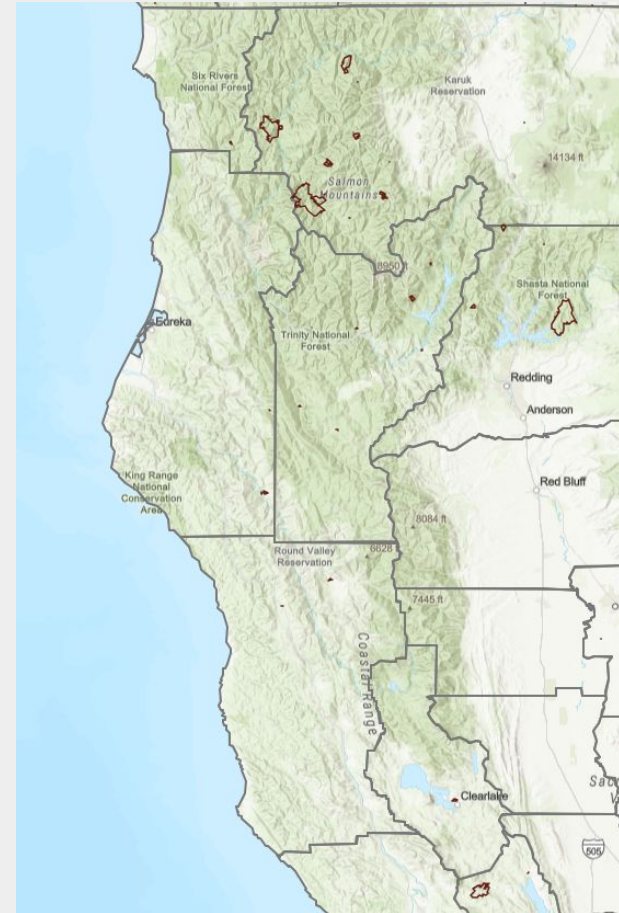 Six Rivers
National Forest
Karuk
Reservation
14134 ft
Salmon
Mountains
8950 ft
Shasta National
Forest
Eureka
Trinity National
Forest
Redding
Anderson
King Range
National
Conservation
Area
Red Bluff
8084 ft
Round Valley
Reservation
6628
7445 ft
Coastal Range
Sac
V
Clearlake
505